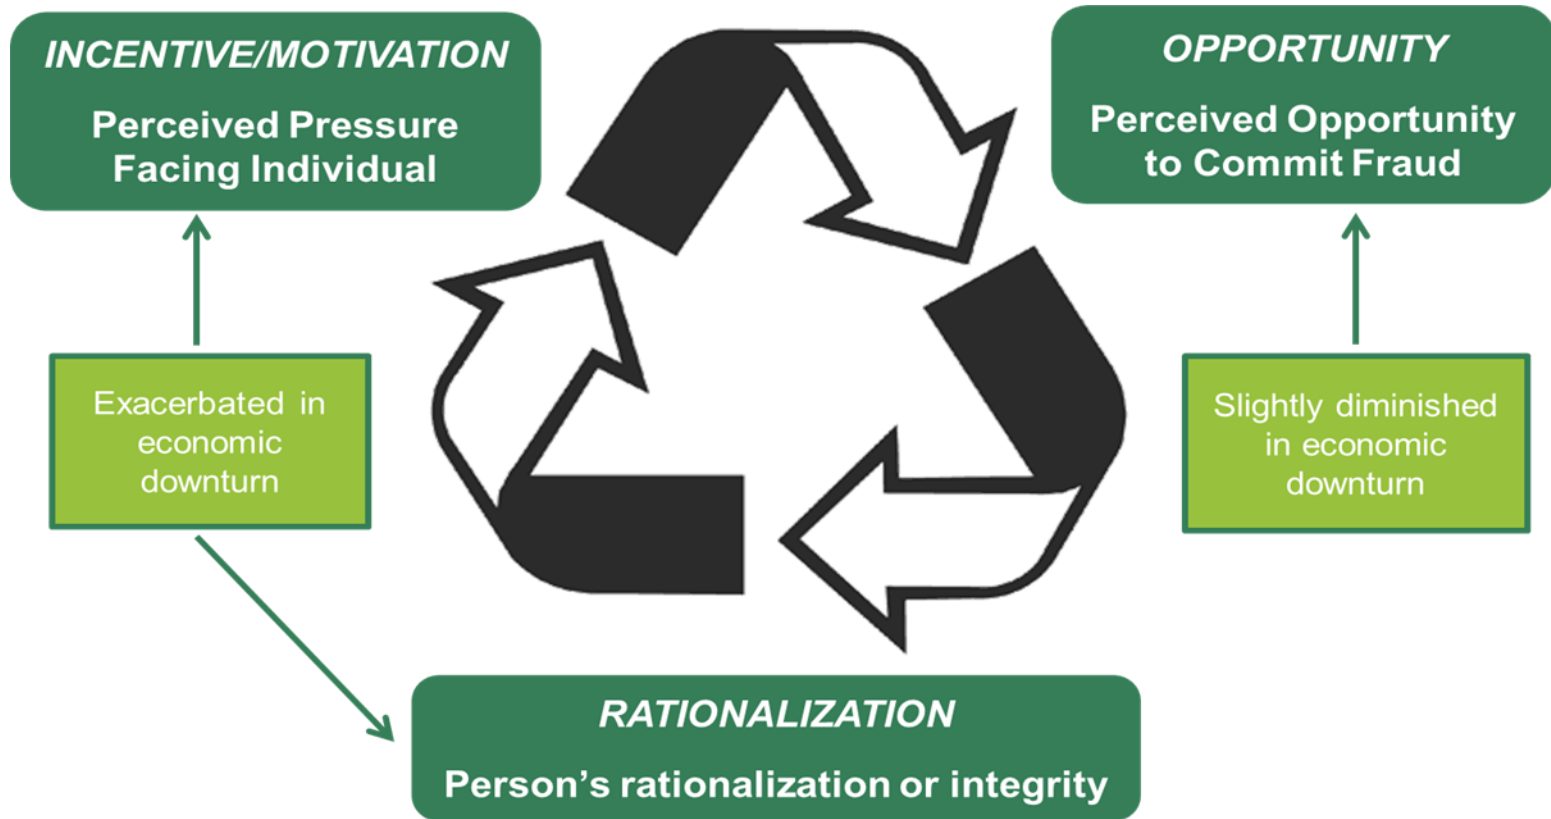 INCENTIVE/MOTIVATION
Perceived Pressure
Facing Individual
OPPORTUNITY
Perceived Opportunity
to Commit Fraud
Exacerbated in
economic
downturn
Slightly diminished
in economic
downturn
RATIONALIZATION
Person’s rationalization or integrity